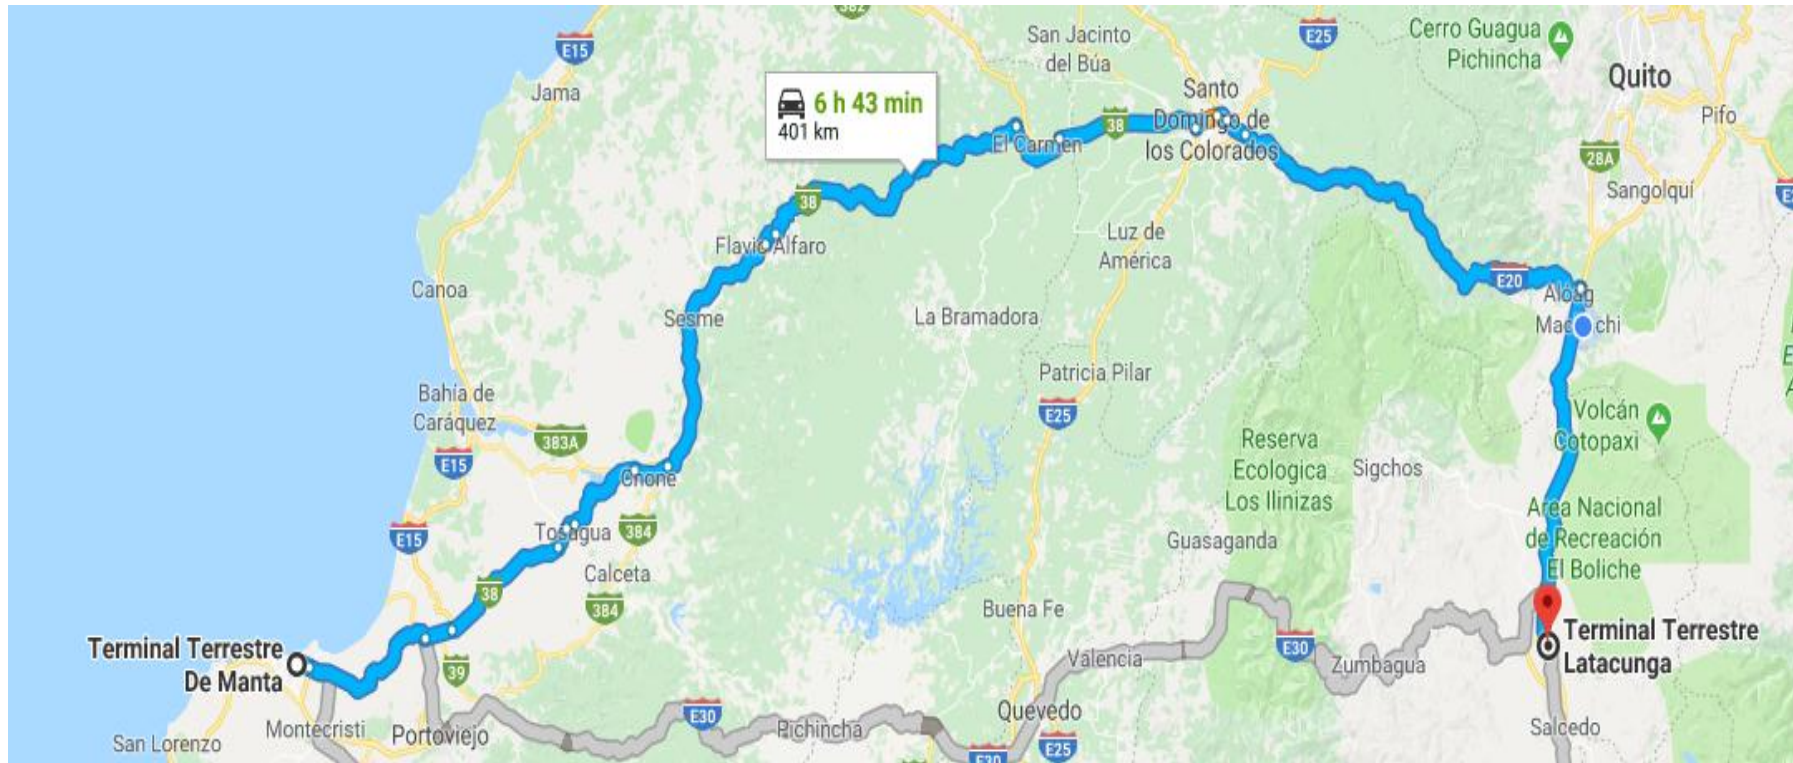 382
E15
E25
San Jacinto
del Búa
Cerro Guagua
Pichincha
Quito
Jama
6 h 43 min
401 km
Santo
Domingo de
los Colorados
Pifo
El Carmen
38
28A
Sangolquí
38
Flavio Alfaro
Luz de
América
E20
Alóag
Canoa
Sesme
La Bramadora
Machachi
Patricia Pilar
Bahía de
Caráquez
E25
Volcán
Cotopaxi
383A
E15
Reserva
Ecologica
Los Ilinizas
Sigchos
Chone
Tosagua
384
E15
Area Nacional
de Recreación
El Boliche
Guasaganda
Calceta
38
384
Buena Fe
Terminal Terrestre
De Manta
39
Valencia
E30
Zumbagua
Terminal Terrestre
Latacunga
San Lorenzo
Montecristi
Portoviejo
E30
Pichincha
Quevedo
E25
E30
Salcedo